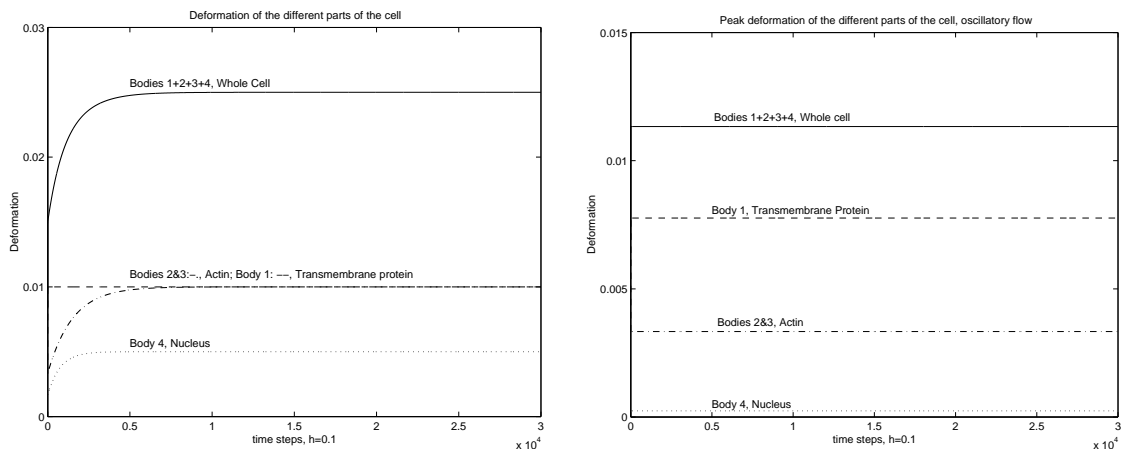 Deformation of the different parts of the cell
0.03
0.02
0.01
0
Deformation
Bodies 1+2+3+4, Whole Cell
Bodies 2&3:−., Actin; Body 1: −−, Transmembrane protein
Body 4, Nucleus
0 0.5 1 1.5 2 2.5 3
time steps, h=0.1
x 10^4
Peak deformation of the different parts of the cell, oscillatory flow
0.015
0.01
0.005
0
Deformation
Bodies 1+2+3+4, Whole cell
Body 1, Transmembrane Protein
Bodies 2&3, Actin
Body 4, Nucleus
0 0.5 1 1.5 2 2.5 3
time steps, h=0.1
x 10^4